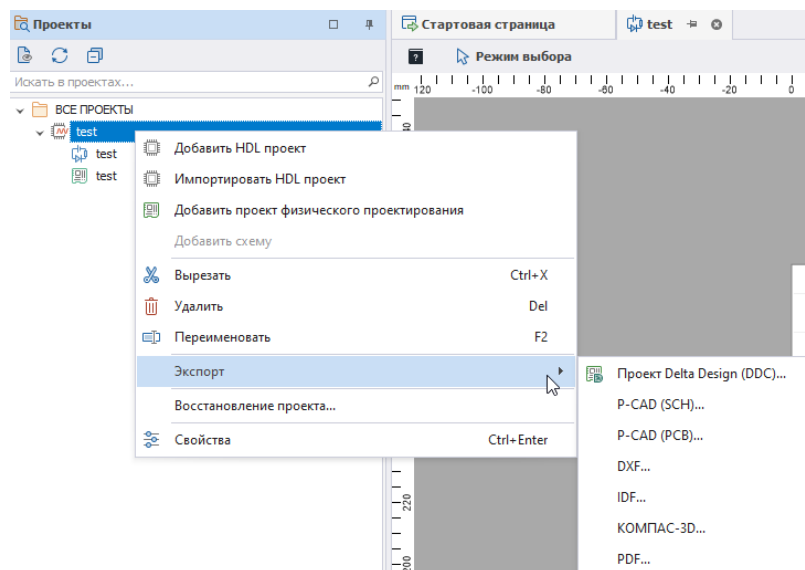 Проекты
Стартовая страница
test
Режим выбора
Искать в проектах...
mm 120 -100 -80 -60 -40 -20 0
ВСЕ ПРОЕКТЫ
test
test
test
Добавить HDL проект
Импортировать HDL проект
Добавить проект физического проектирования
Добавить схему
Вырезать Ctrl+X
Удалить Del
Переименовать F2
Экспорт
Восстановление проекта...
Свойства Ctrl+Enter
Проект Delta Design (DDC)...
P-CAD (SCH)...
P-CAD (PCB)...
DXF...
IDF...
КОМПАС-3D...
PDF...
220
200